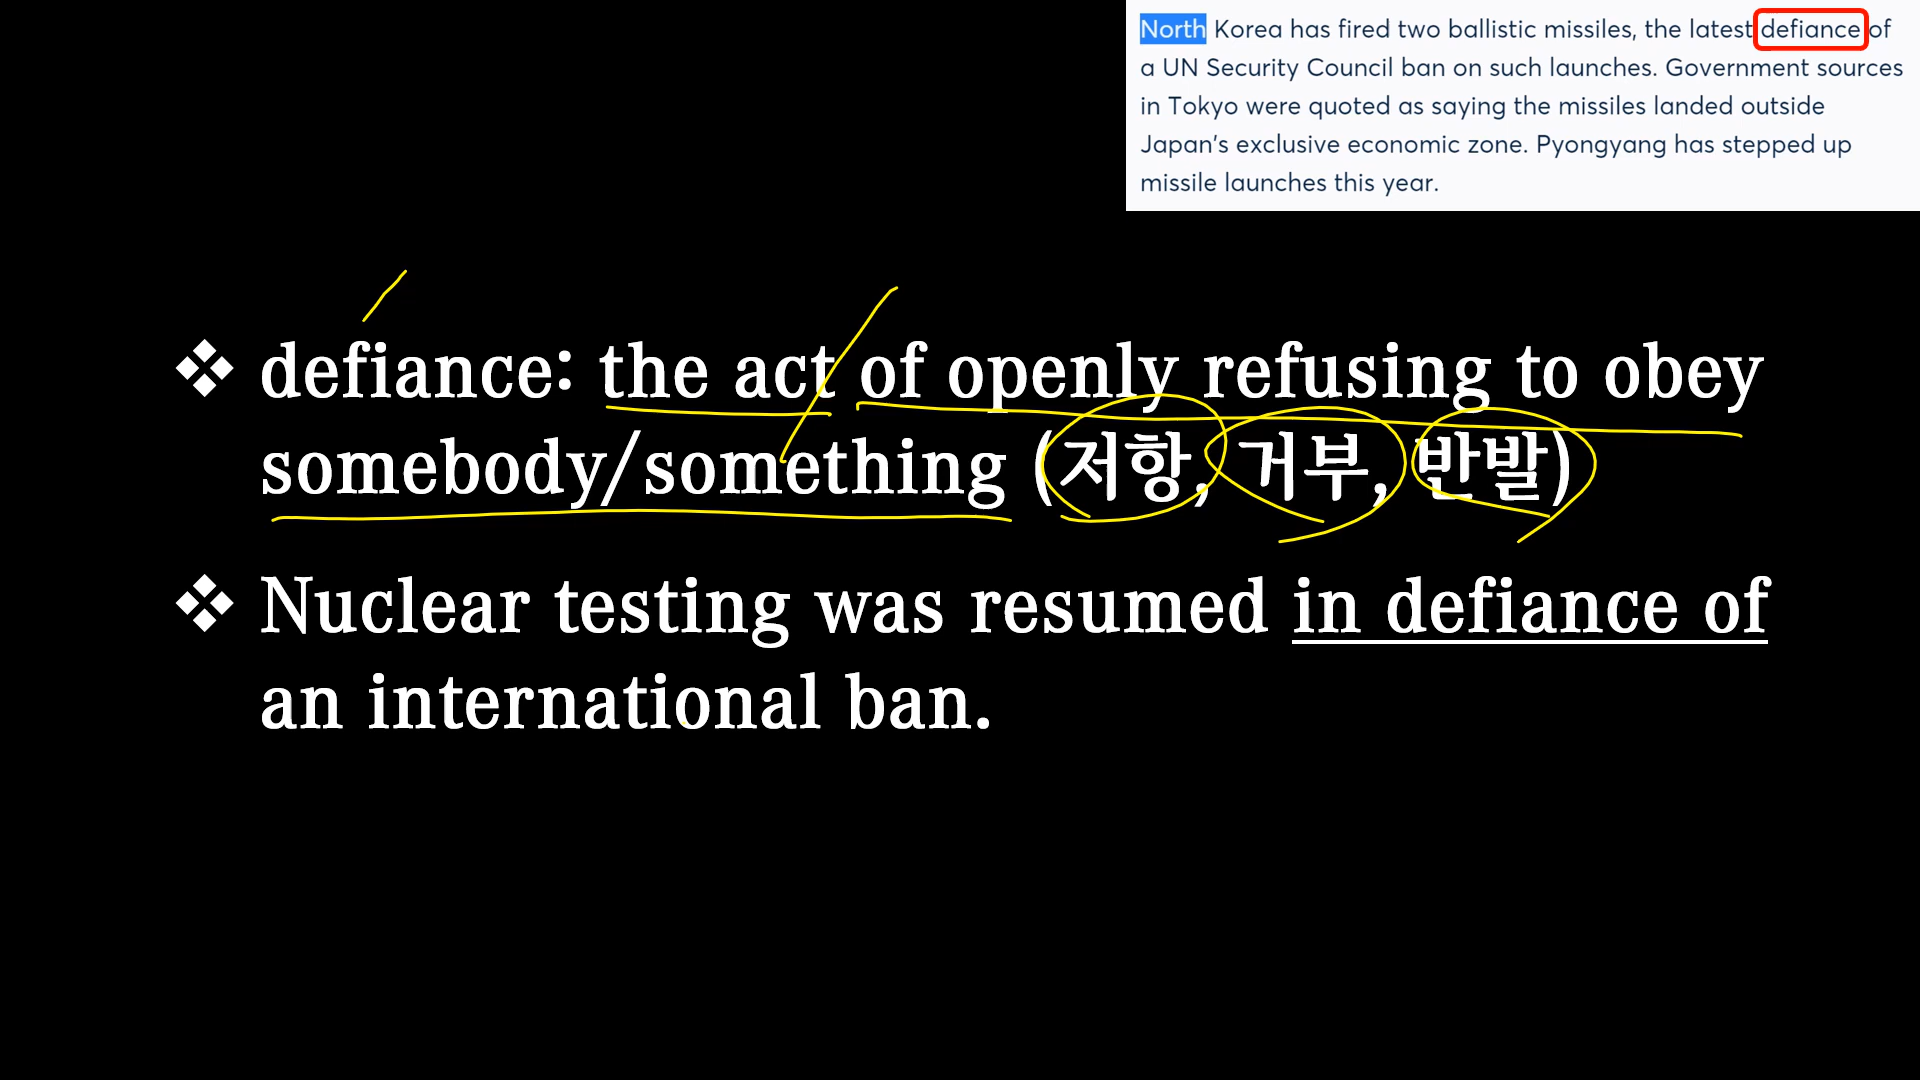 North Korea has fired two ballistic missiles, the latest defiance of
a UN Security Council ban on such launches. Government sources
in Tokyo were quoted as saying the missiles landed outside
Japan’s exclusive economic zone. Pyongyang has stepped up
missile launches this year.
❖ defiance: the act of openly refusing to obey
somebody/something (저항, 거부, 반발)
❖ Nuclear testing was resumed in defiance of
an international ban.